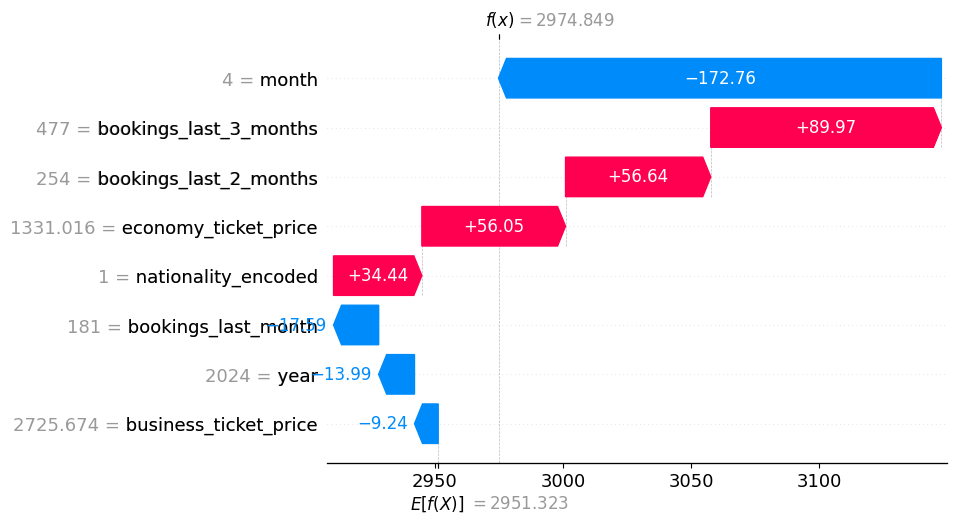 f(x) = 2974.849
4 = month
−172.76
477 = bookings_last_3_months
+89.97
254 = bookings_last_2_months
+56.64
1331.016 = economy_ticket_price
+56.05
1 = nationality_encoded
+34.44
181 = bookings_last_month
−17.59
2024 = year
−13.99
2725.674 = business_ticket_price
−9.24
2950 3000 3050 3100
E[f(X)] = 2951.323